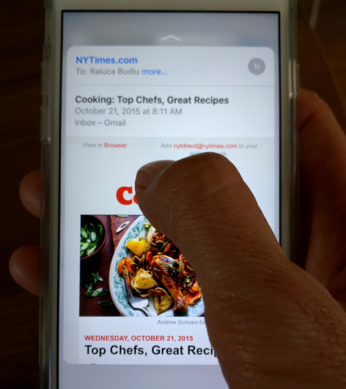 NYTimes.com
To: Raluca Budiu more...
N
Cooking: Top Chefs, Great Recipes
October 21, 2015 at 8:11 AM
Inbox – Gmail
View in Browser
Add nytdirect@nytimes.com to your
Andrew Scrivani for
WEDNESDAY, OCTOBER 21, 2015
Top Chefs, Great